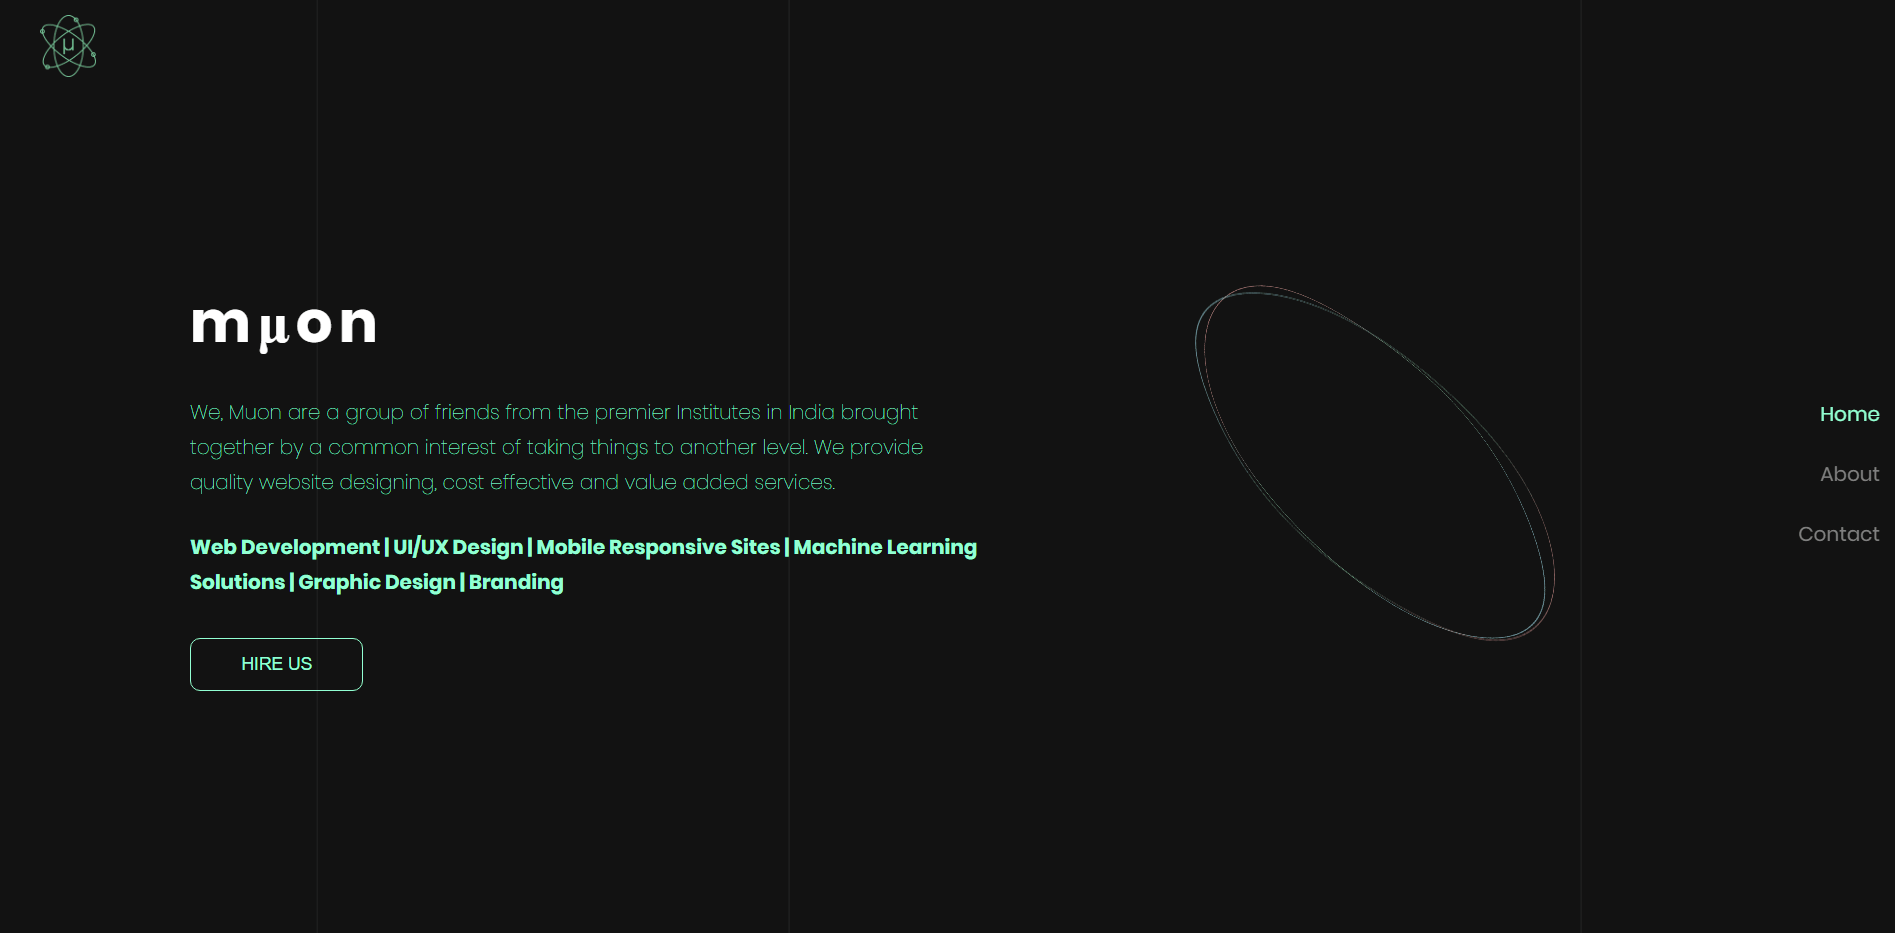 μ
mμon
We, Muon are a group of friends from the premier Institutes in India brought
together by a common interest of taking things to another level. We provide
quality website designing, cost effective and value added services.
Web Development | UI/UX Design | Mobile Responsive Sites | Machine Learning
Solutions | Graphic Design | Branding
HIRE US
Home
About
Contact